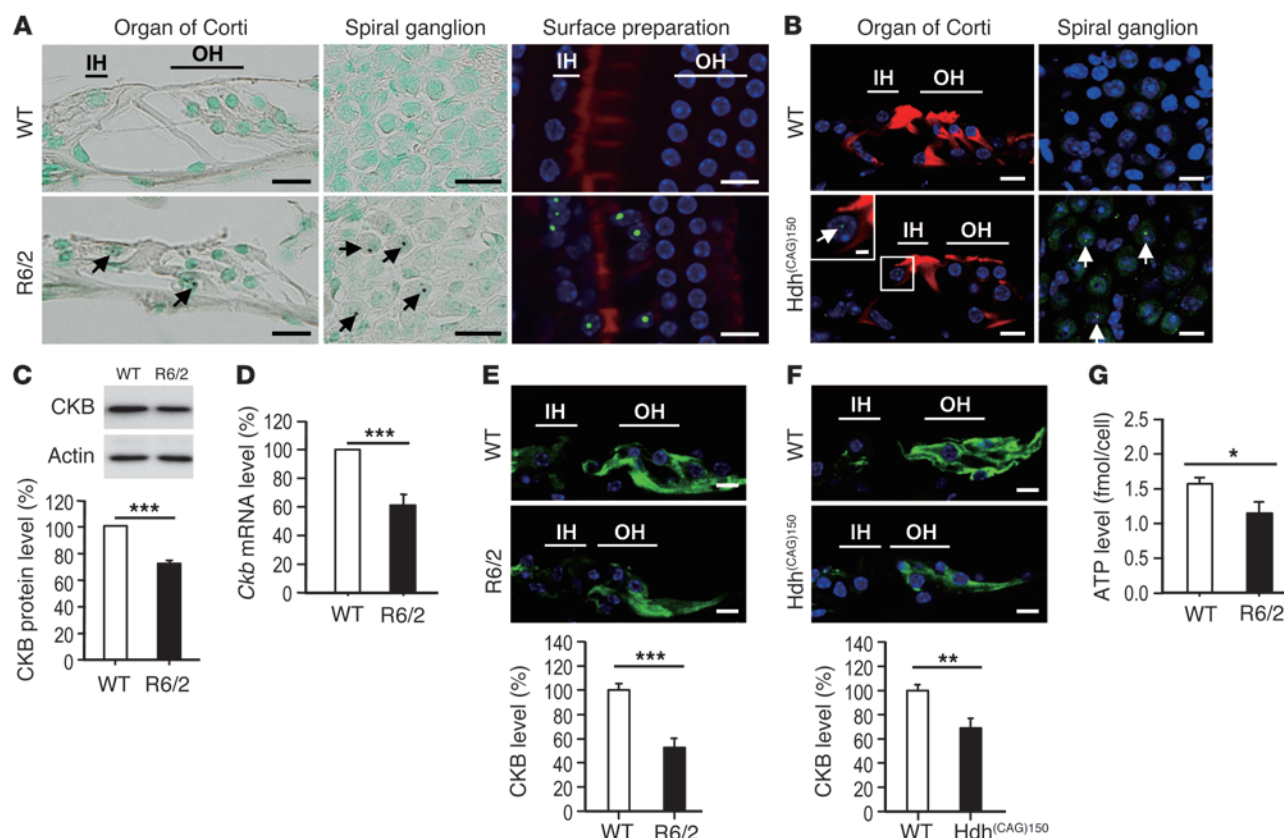 A
Organ of Corti
Spiral ganglion
Surface preparation
IH
OH
IH
OH
WT
R6/2
B
Organ of Corti
Spiral ganglion
IH
OH
WT
IH
OH
Hdh(CAG)150
C
WT
R6/2
CKB
Actin
CKB protein level (%)
***
120
100
80
60
40
20
0
WT
R6/2
D
Ckb mRNA level (%)
***
120
100
80
60
40
20
0
WT
R6/2
E
IH
OH
WT
IH
OH
R6/2
CKB level (%)
***
120
100
80
60
40
20
0
WT
R6/2
F
IH
OH
WT
IH
OH
Hdh(CAG)150
CKB level (%)
**
120
100
80
60
40
20
0
WT
Hdh(CAG)150
G
ATP level (fmol/cell)
*
2.5
2.0
1.5
1.0
0.5
0.0
WT
R6/2